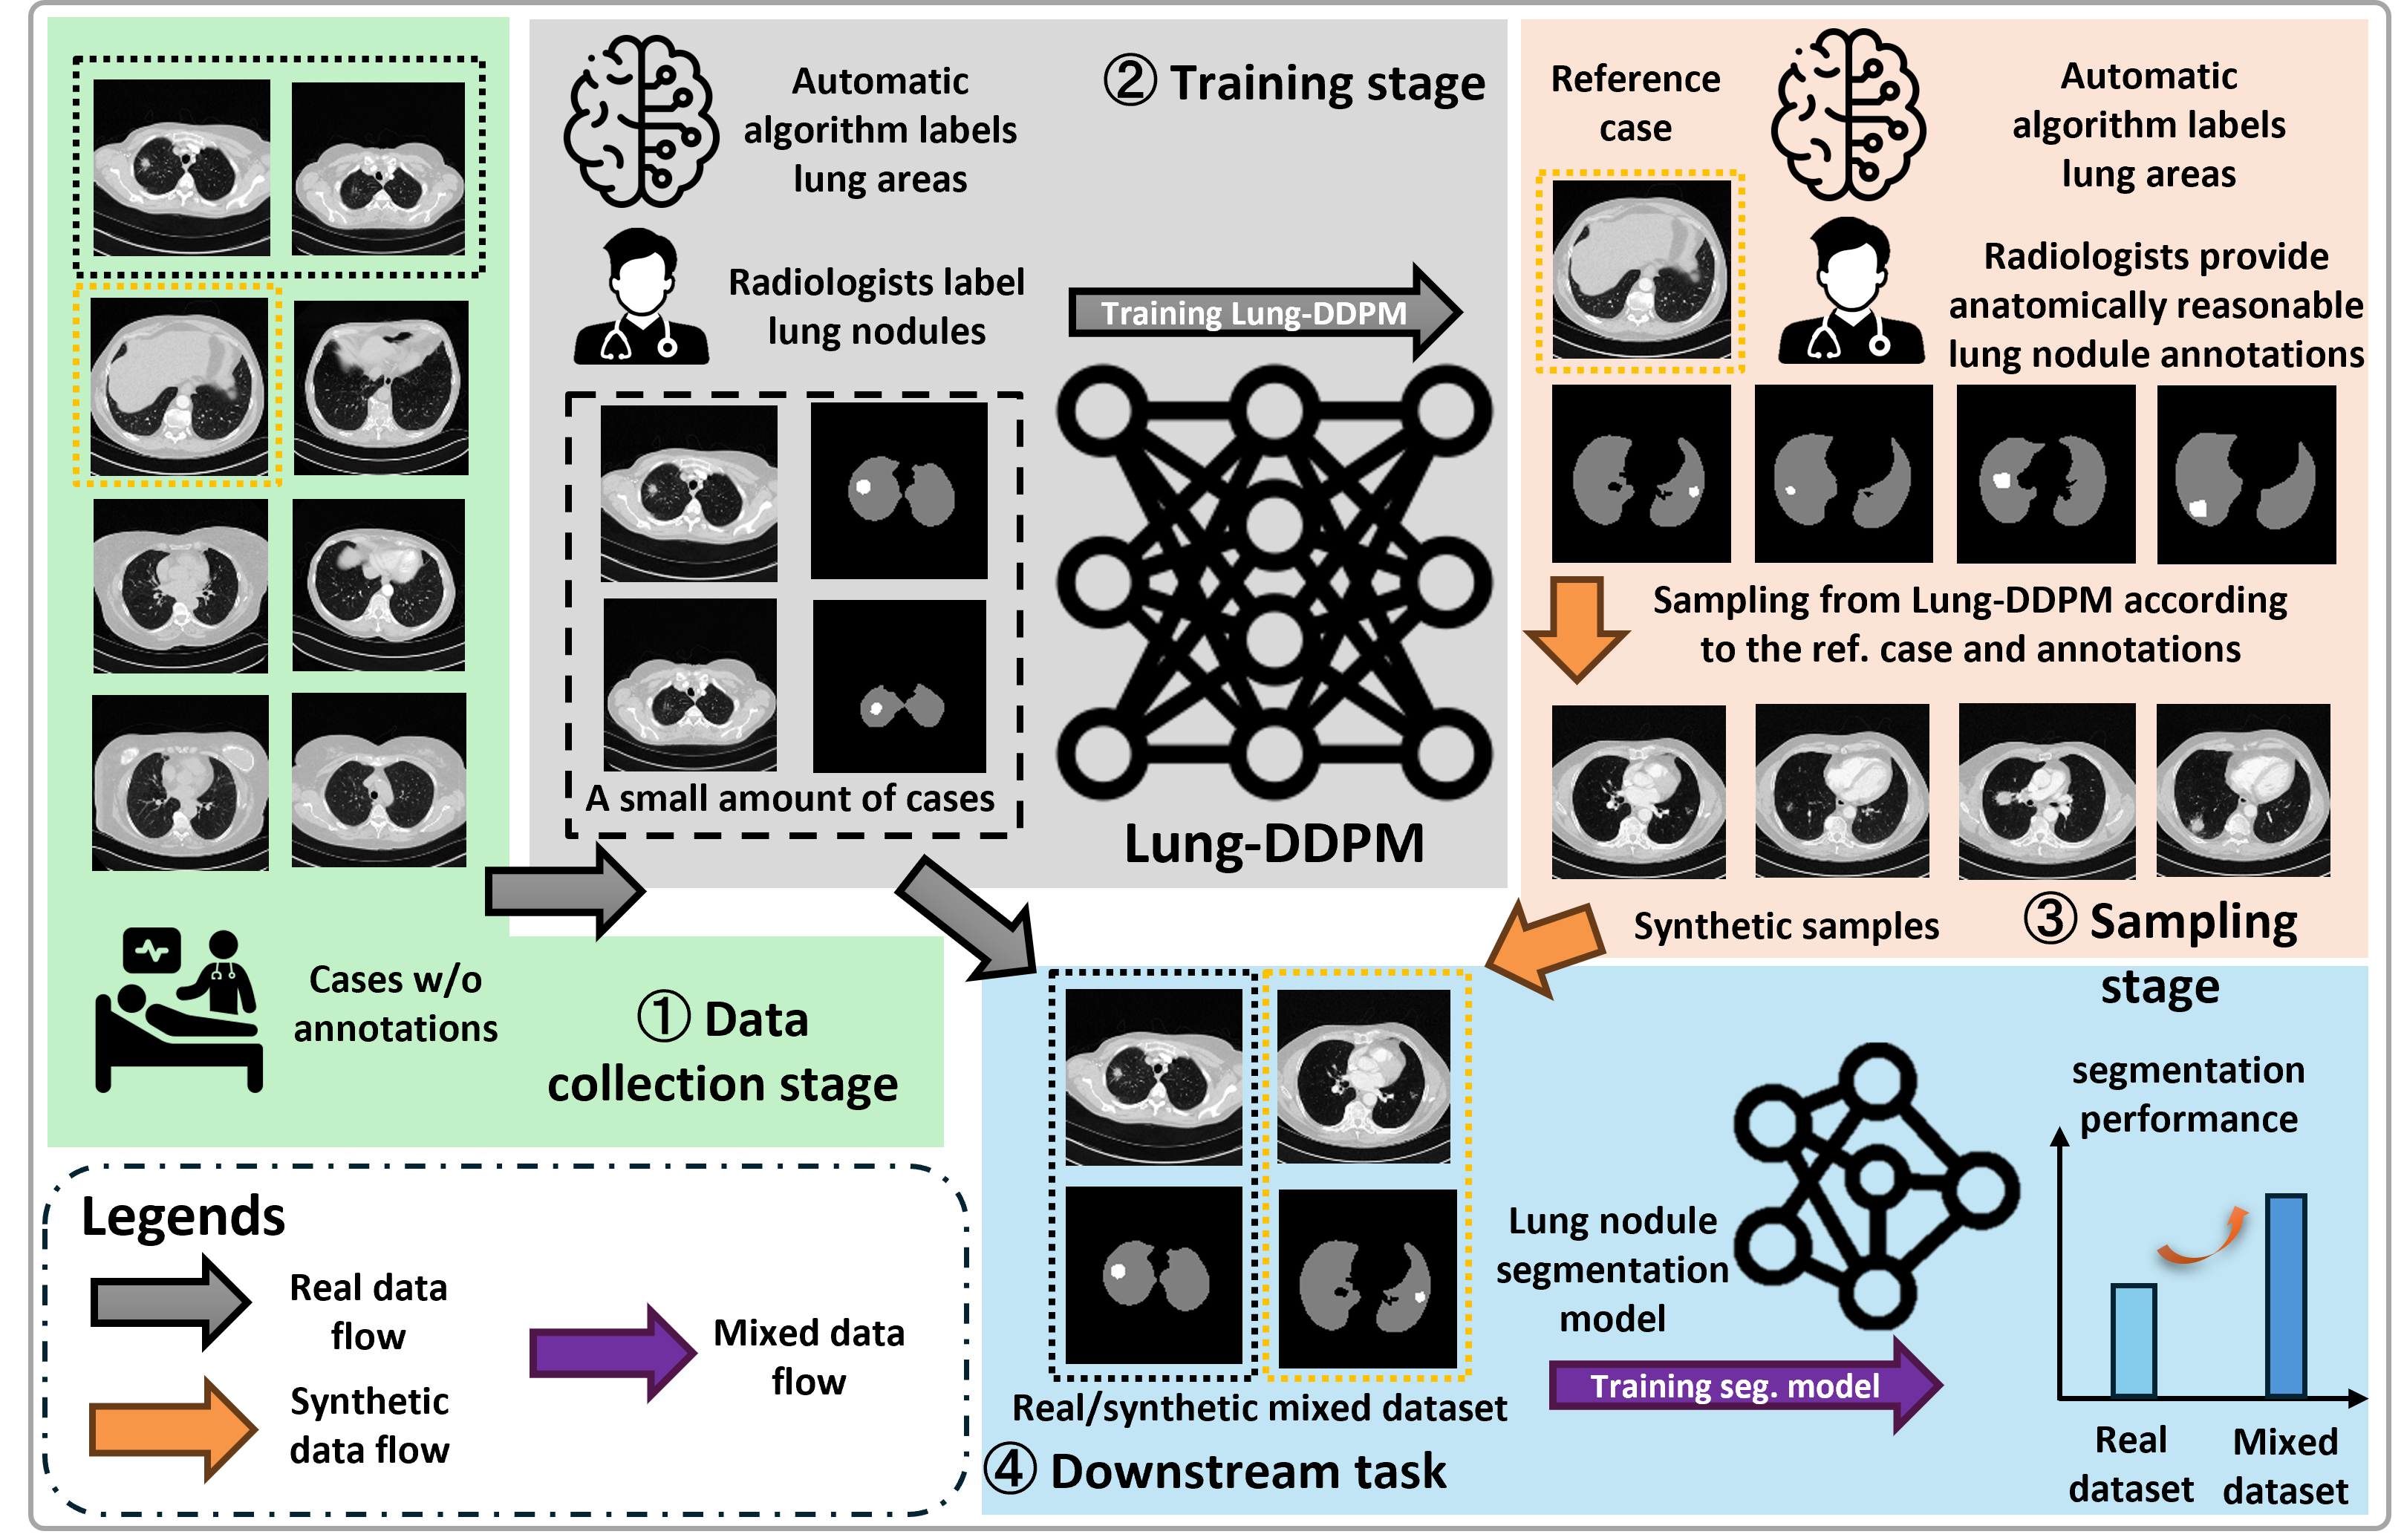 Automatic
algorithm labels
lung areas
② Training stage
Radiologists label
lung nodules
Training Lung-DDPM
A small amount of cases
Lung-DDPM
Reference
case
Automatic
algorithm labels
lung areas
Radiologists provide
anatomically reasonable
lung nodule annotations
Sampling from Lung-DDPM according
to the ref. case and annotations
Synthetic samples
③ Sampling
stage
Cases w/o
annotations
① Data
collection stage
Legends
Real data
flow
Synthetic
data flow
Mixed data
flow
Real/synthetic mixed dataset
④ Downstream task
Lung nodule
segmentation
model
Training seg. model
segmentation
performance
Real
dataset
Mixed
dataset